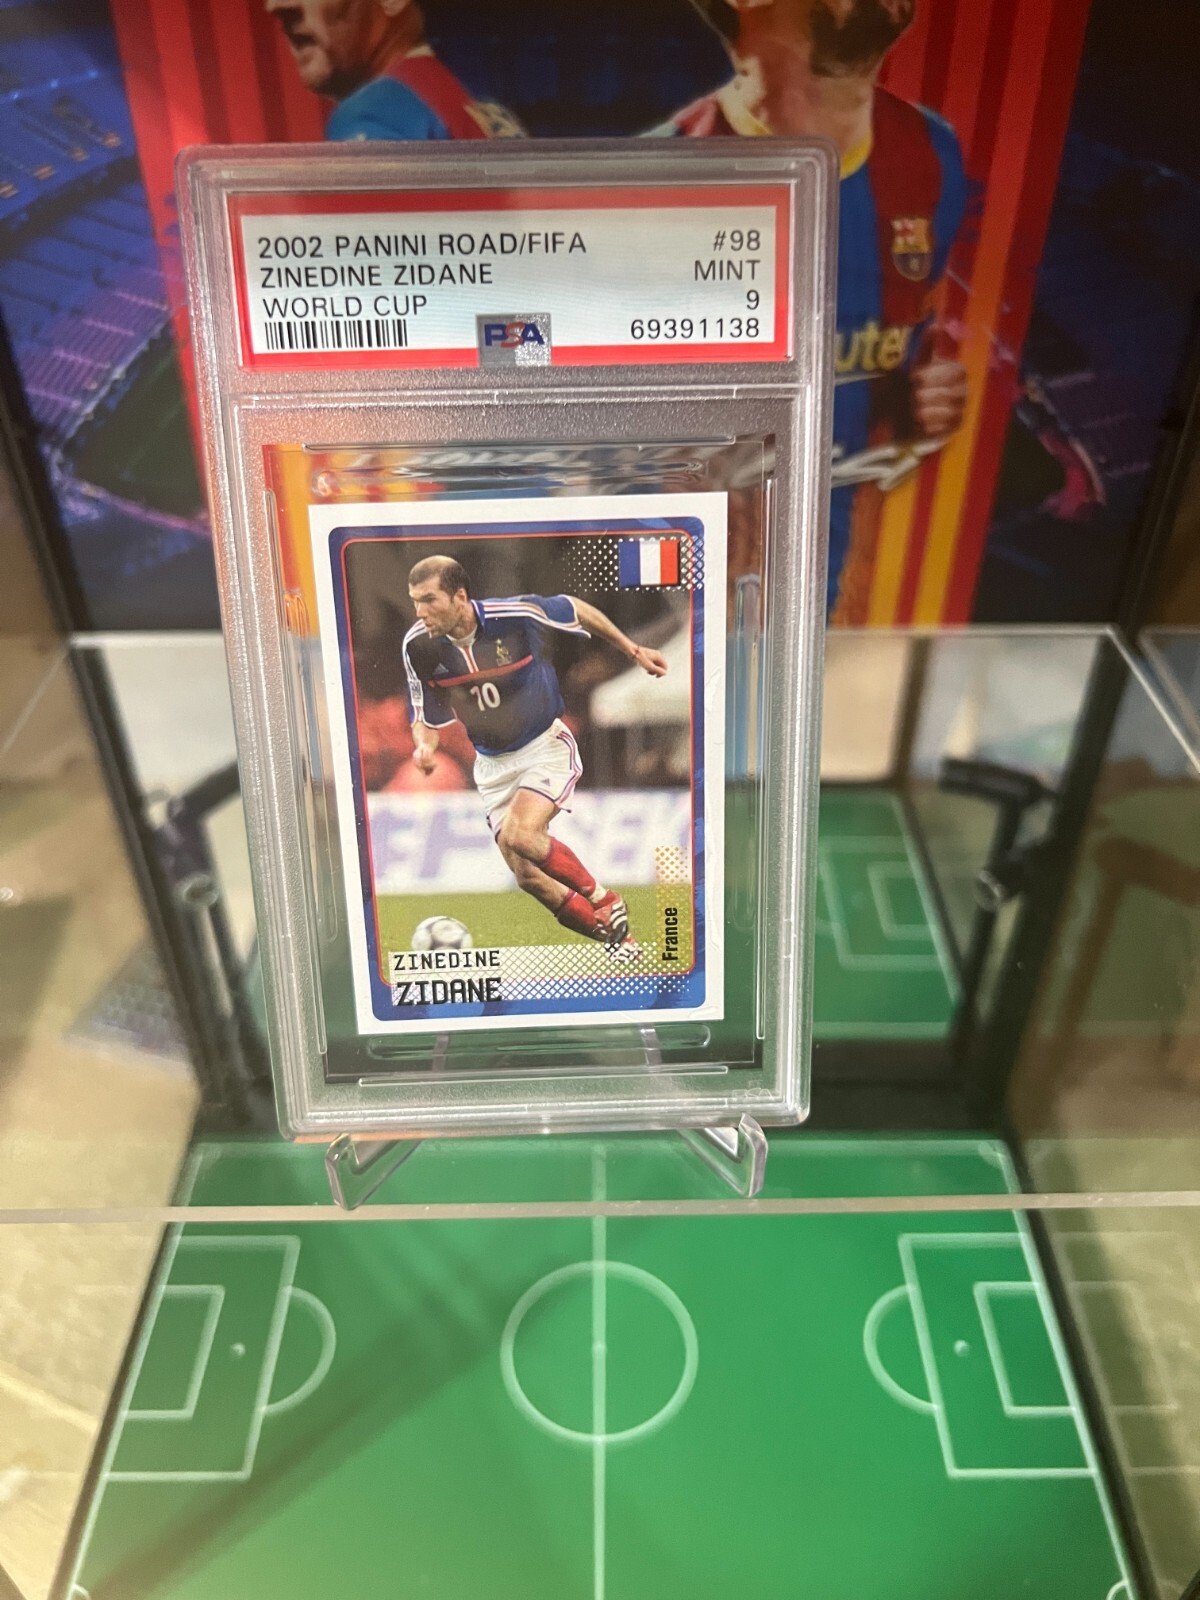 2002 PANINI ROAD/FIFA #98
ZINEDINE ZIDANE MINT
WORLD CUP 9
PSA 69391138
10
France
ZINEDINE
ZIDANE